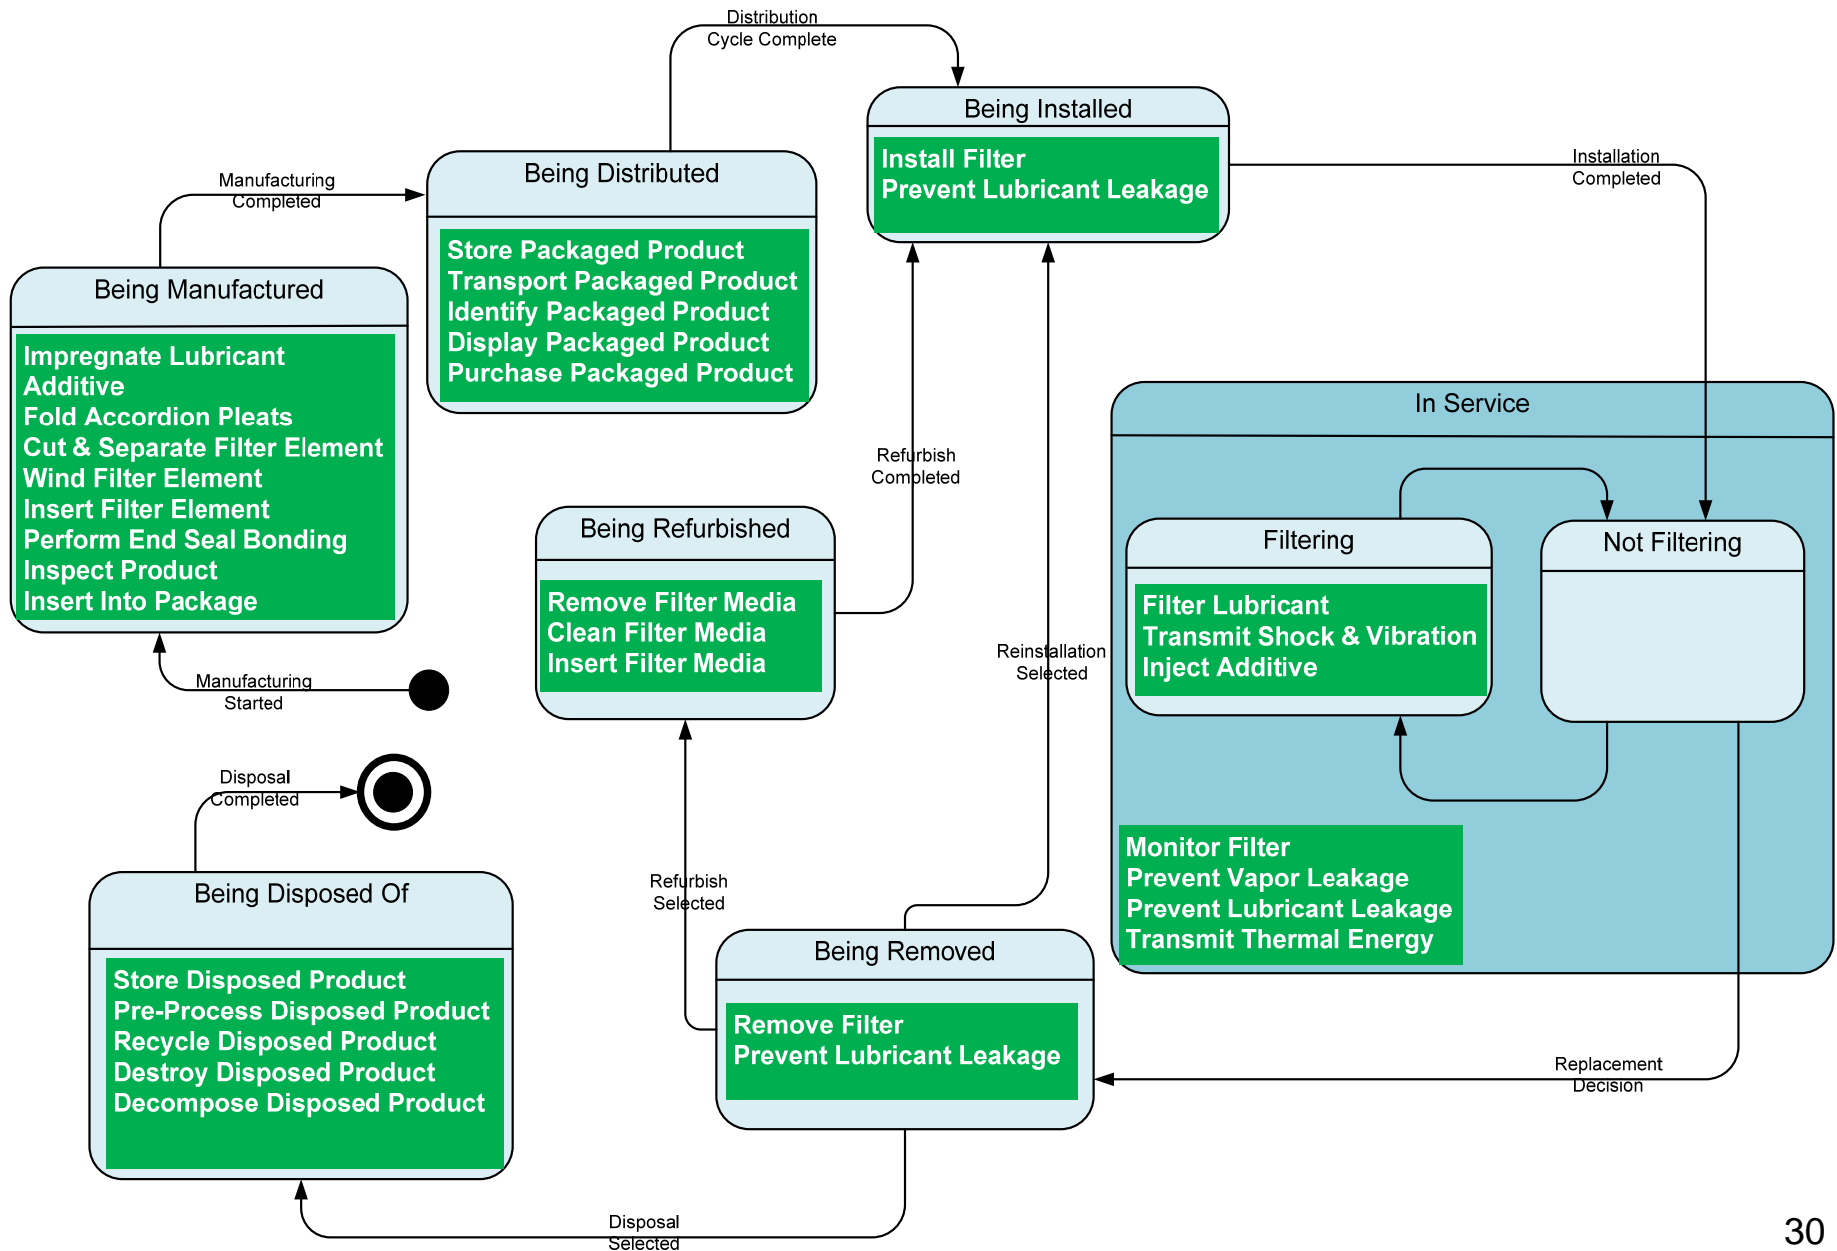 Distribution
Cycle Complete
Being Installed
Install Filter
Prevent Lubricant Leakage
Installation
Completed
Being Distributed
Store Packaged Product
Transport Packaged Product
Identify Packaged Product
Display Packaged Product
Purchase Packaged Product
Manufacturing
Completed
Being Manufactured
Impregnate Lubricant
Additive
Fold Accordion Pleats
Cut & Separate Filter Element
Wind Filter Element
Insert Filter Element
Perform End Seal Bonding
Inspect Product
Insert Into Package
Manufacturing
Started
Refurbish
Completed
Being Refurbished
Remove Filter Media
Clean Filter Media
Insert Filter Media
Reinstallation
Selected
In Service
Filtering
Filter Lubricant
Transmit Shock & Vibration
Inject Additive
Not Filtering
Monitor Filter
Prevent Vapor Leakage
Prevent Lubricant Leakage
Transmit Thermal Energy
Disposal
Completed
Being Disposed Of
Store Disposed Product
Pre-Process Disposed Product
Recycle Disposed Product
Destroy Disposed Product
Decompose Disposed Product
Refurbish
Selected
Being Removed
Remove Filter
Prevent Lubricant Leakage
Replacement
Decision
Disposal
Selected
30